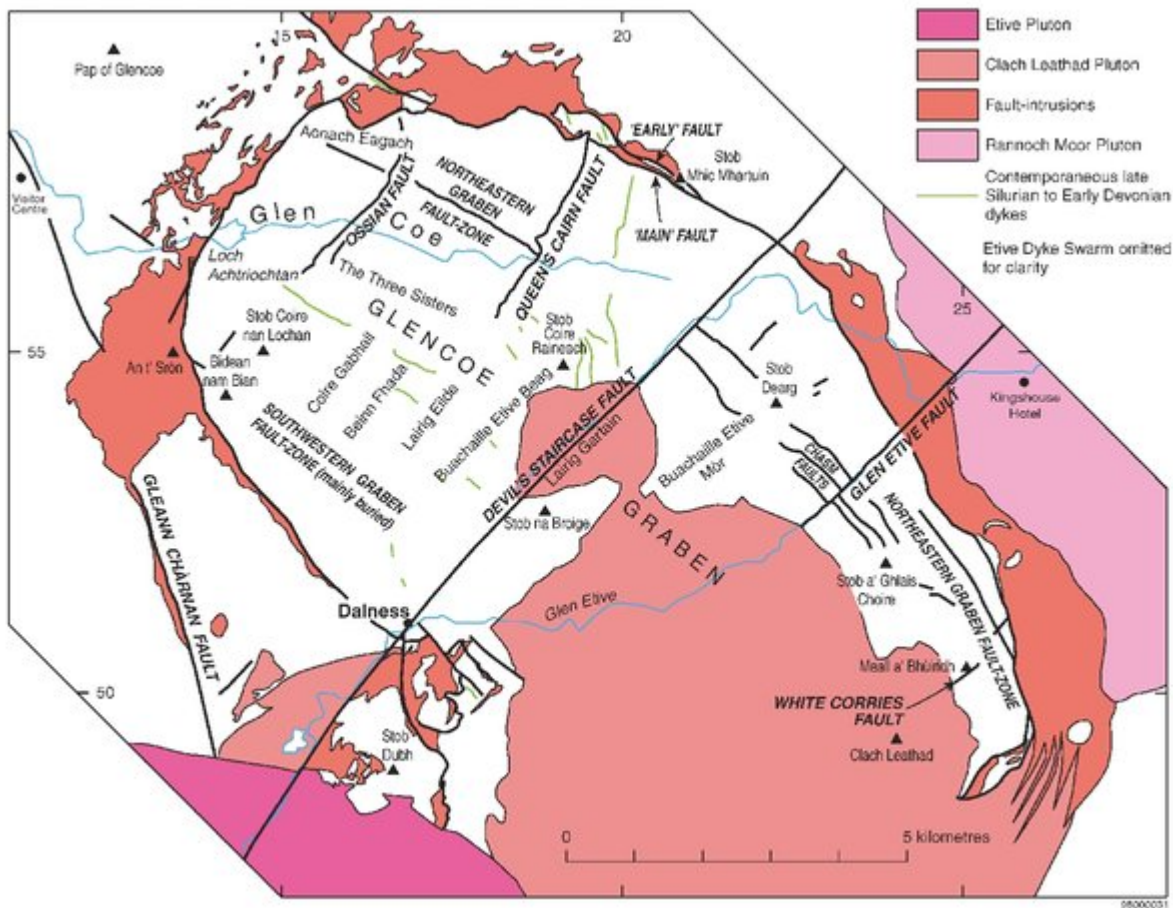 Etive Pluton
Clach Leathad Pluton
Fault-intrusions
Rannoch Moor Pluton
Contemporaneous late
Silurian to Early Devonian
dykes
Etive Dyke Swarm omitted
for clarity
15
20
Pap of Glencoe
Aonach Eagach
'EARLY' FAULT
Stob
Mhic Mhartuin
'MAIN' FAULT
Visitor
Centre
Glen
Coe
OSSIAN FAULT
NORTHEASTERN
GRABEN
FAULT-ZONE
QUEEN'S CAIRN FAULT
Loch
Achtriochtan
The Three Sisters
GLENCOE
25
Stob Coire
nan Lochan
55
An t' Sròn
Bidean
nam Bian
Coire Gabhail
Beinn Fhada
Lairig Eilde
Buachaille Etive Beag
Stob
Coire
Raineach
Stob
Dearg
Kingshouse
Hotel
SOUTHWESTERN GRABEN
FAULT-ZONE (mainly buried)
DEVIL'S STAIRCASE FAULT
Lairig Gartain
Buachaille Etive
Mòr
CHASM
FAULTS
GLEN ETIVE FAULT
Stob na Broige
GRABEN
NORTHEASTERN GRABEN FAULT-ZONE
GLEANN CHÀRNAN FAULT
Stob a' Ghlais
Choire
Dalness
Glen Etive
50
Meall a' Bhùiridh
WHITE CORRIES
FAULT
Stob
Dubh
Clach Leathad
0
5 kilometres